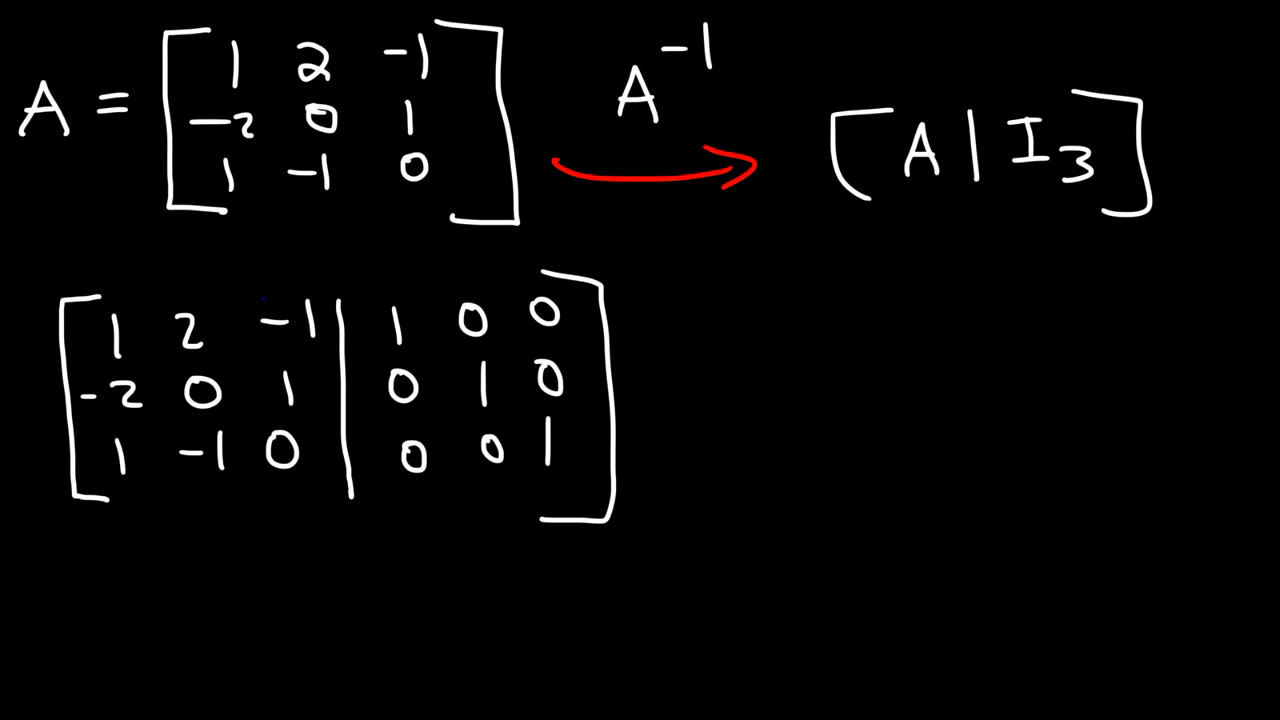 A = [ 1 2 -1 A^-1 [ A | I₃ ]
-2 0 1
1 -1 0 ]
[ 1 2 -1 | 1 0 0
-2 0 1 | 0 1 0
1 -1 0 | 0 0 1 ]